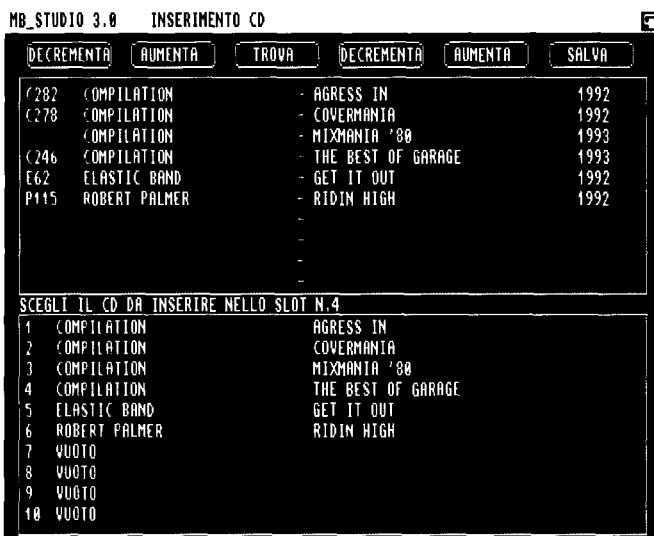 MB_STUDIO 3.0 INSERIMENTO CD
DECREMENTA AUMENTA TROVA DECREMENTA AUMENTA SALVA
C282 COMPILATION - AGRESS IN 1992
C278 COMPILATION - COVERMANIA 1992
COMPILATION - MIXMANIA '80 1993
C246 COMPILATION - THE BEST OF GARAGE 1993
E62 ELASTIC BAND - GET IT OUT 1992
P115 ROBERT PALMER - RIDIN HIGH 1992
-
-
-
-
SCEGLI IL CD DA INSERIRE NELLO SLOT N.4
1 COMPILATION AGRESS IN
2 COMPILATION COVERMANIA
3 COMPILATION MIXMANIA '80
4 COMPILATION THE BEST OF GARAGE
5 ELASTIC BAND GET IT OUT
6 ROBERT PALMER RIDIN HIGH
7 VUOTO
8 VUOTO
9 VUOTO
10 VUOTO